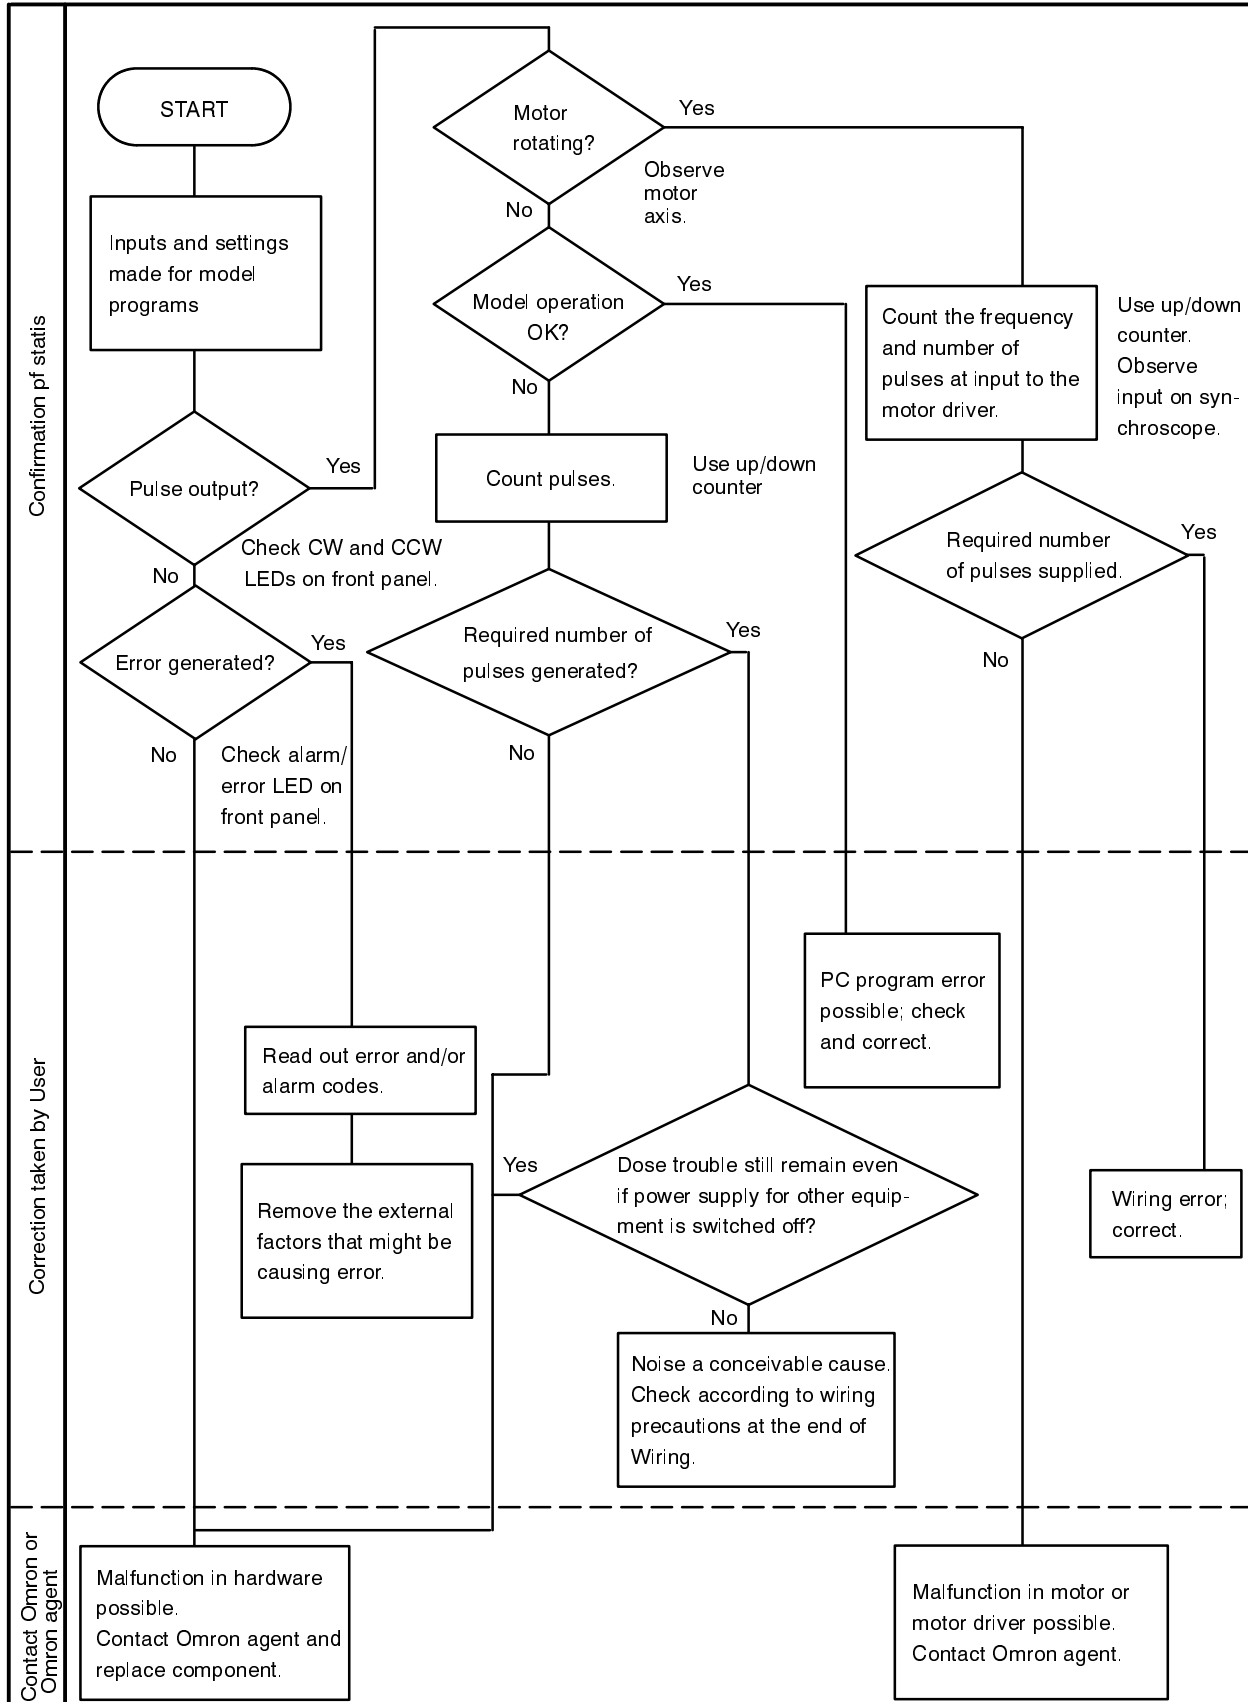 Confirmation pf statis
START
Inputs and settings
made for model
programs
Pulse output?
Yes
Check CW and CCW
LEDs on front panel.
No
Error generated?
Yes
No
Check alarm/
error LED on
front panel.
Motor
rotating?
Yes
Observe
motor
axis.
No
Model operation
OK?
Yes
No
Count pulses.
Use up/down
counter
Required number of
pulses generated?
Yes
No
Count the frequency
and number of
pulses at input to the
motor driver.
Use up/down
counter.
Observe
input on syn-
chroscope.
Required number
of pulses supplied.
Yes
No
Correction taken by User
Read out error and/or
alarm codes.
Remove the external
factors that might be
causing error.
PC program error
possible; check
and correct.
Yes
Dose trouble still remain even
if power supply for other equip-
ment is switched off?
No
Noise a conceivable cause.
Check according to wiring
precautions at the end of
Wiring.
Wiring error;
correct.
Contact Omron or
Omron agent
Malfunction in hardware
possible.
Contact Omron agent and
replace component.
Malfunction in motor or
motor driver possible.
Contact Omron agent.